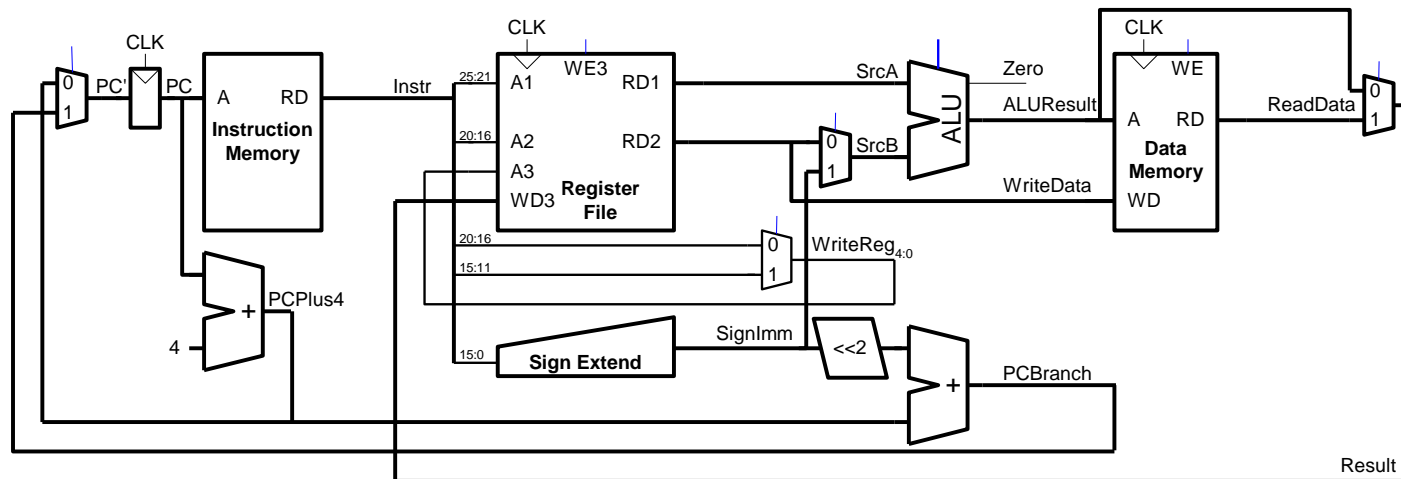 CLK
CLK
CLK
0
1
PC'
PC
A
RD
Instruction
Memory
Instr
25:21
20:16
A1
WE3
RD1
A2
RD2
A3
WD3
Register
File
SrcA
0
1
SrcB
ALU
Zero
ALUResult
WriteData
WE
A
RD
Data
Memory
WD
ReadData
0
1
20:16
15:11
0
1
WriteReg4:0
4
+
PCPlus4
15:0
Sign Extend
SignImm
<<2
+
PCBranch
Result